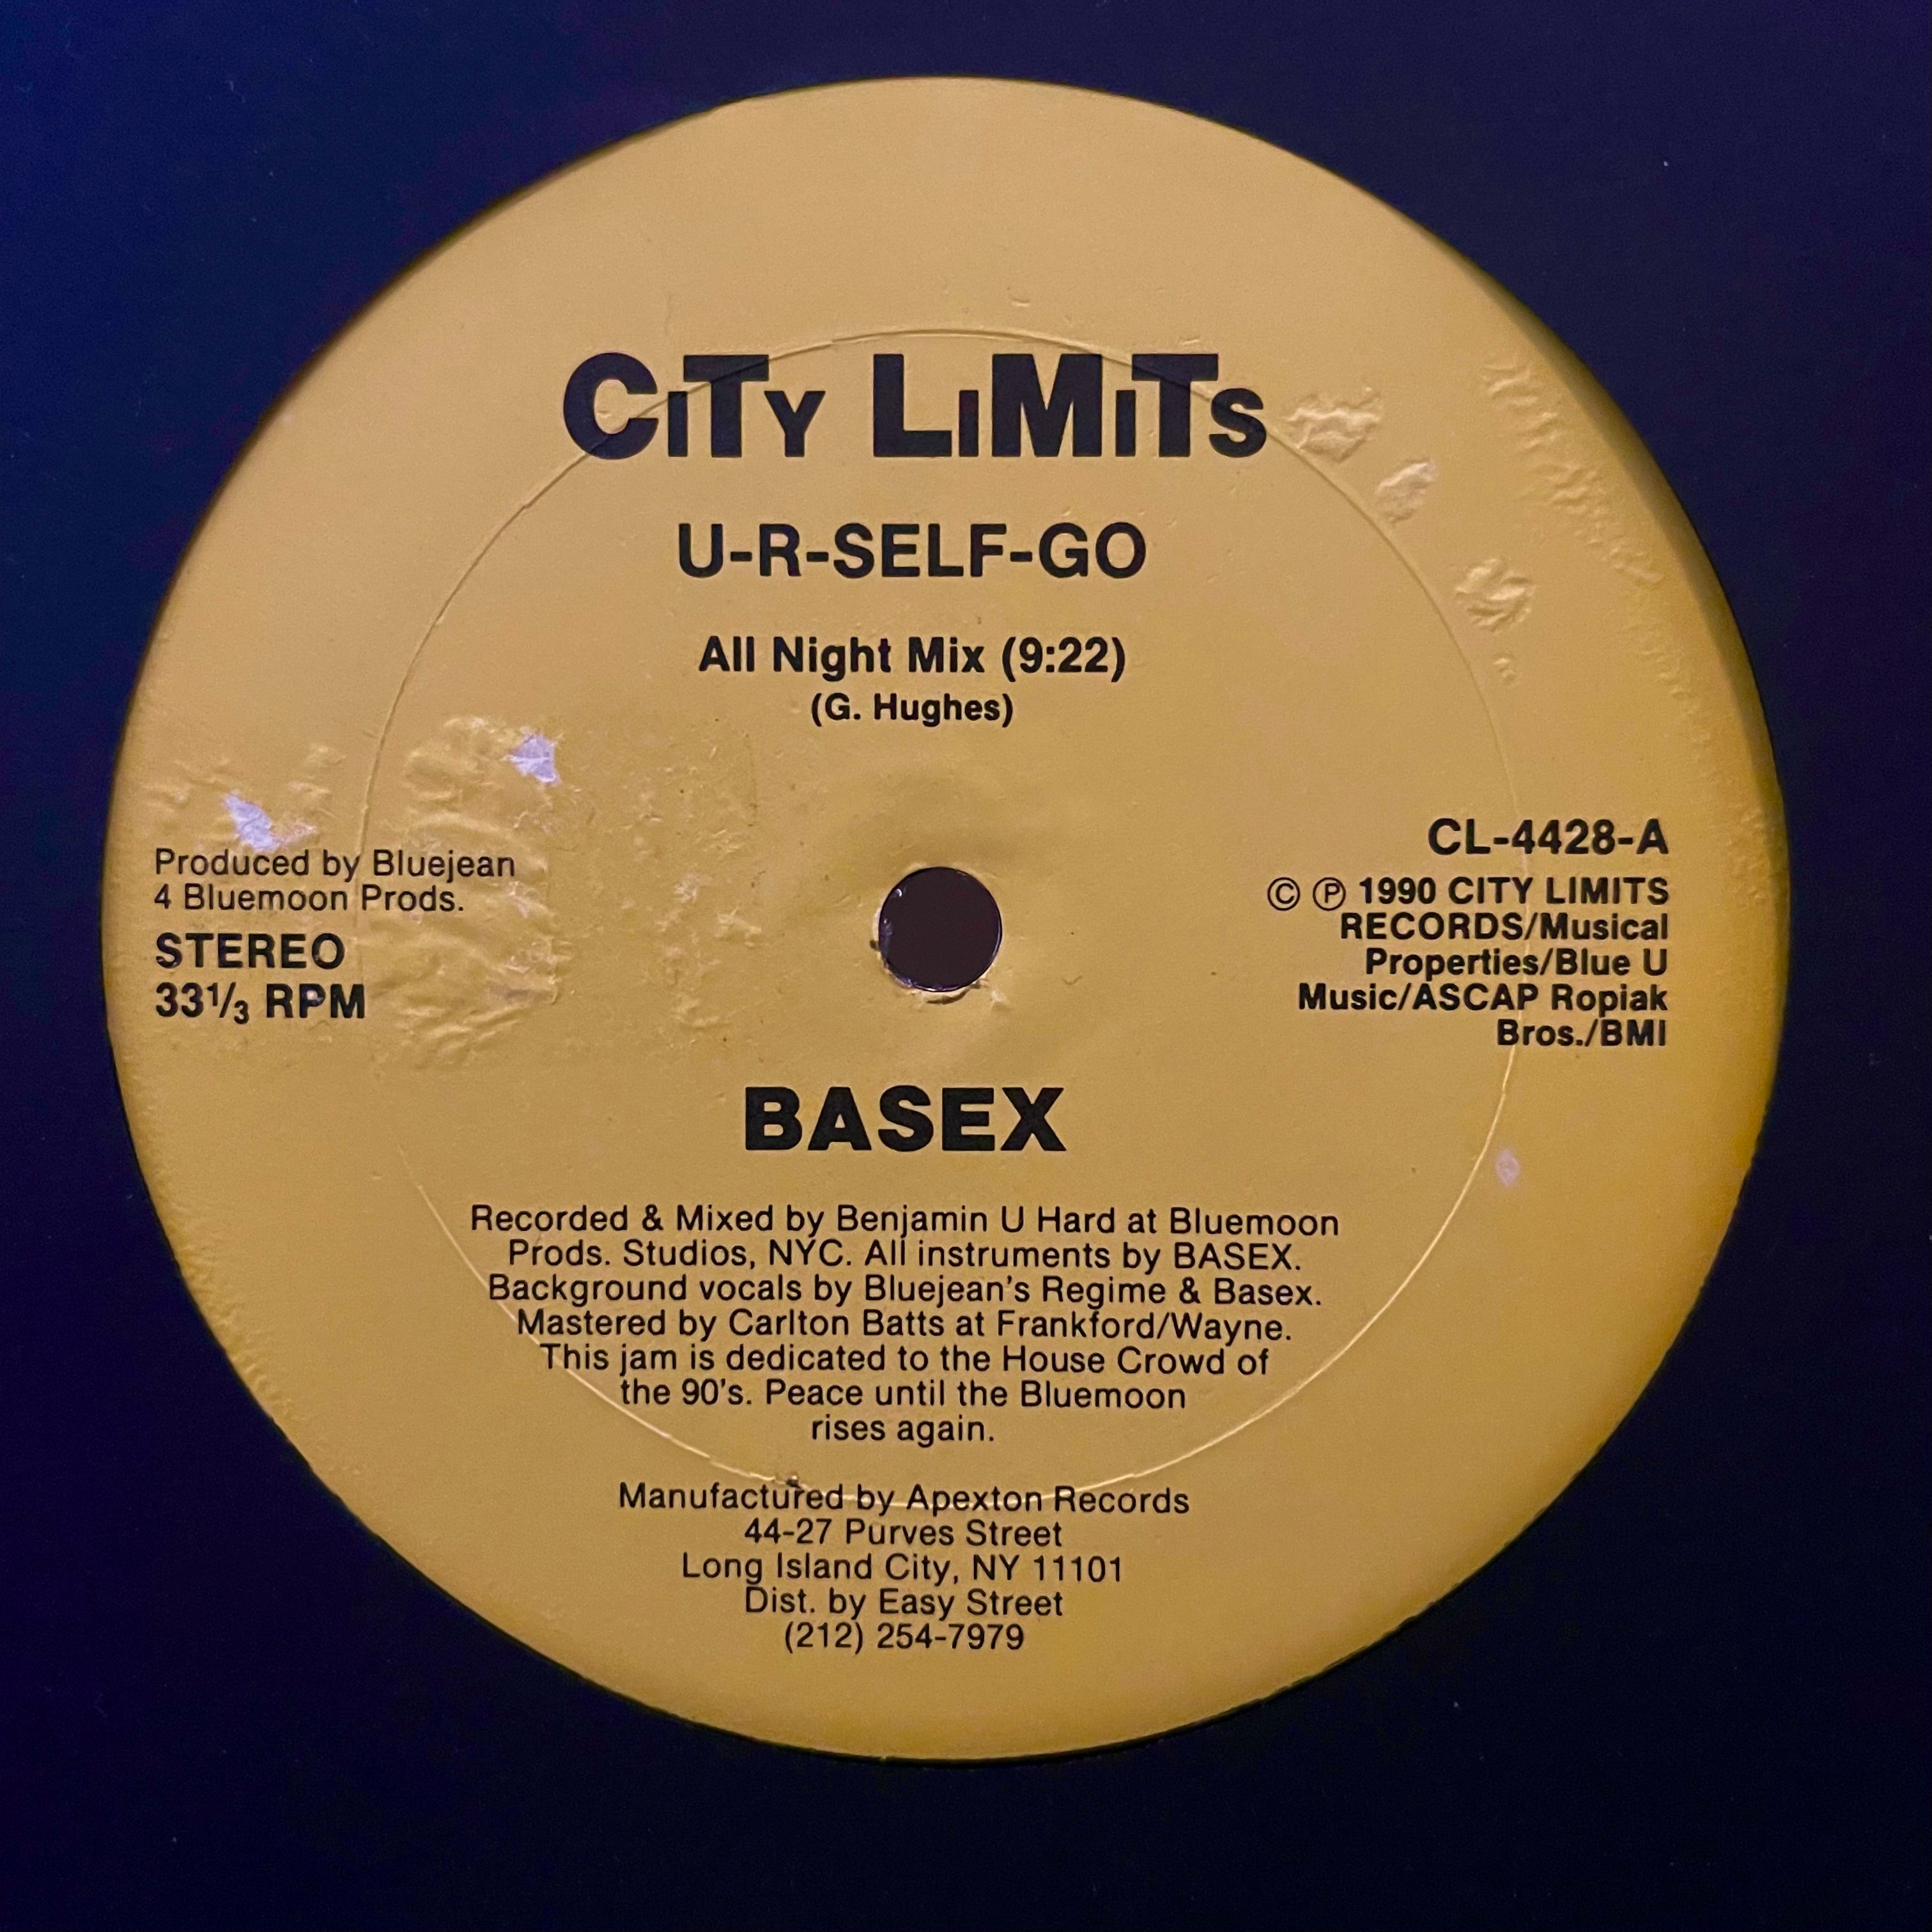 CiTy LiMiTs
U-R-SELF-GO
All Night Mix (9:22)
(G. Hughes)
Produced by Bluejean
4 Bluemoon Prods.
STEREO
33⅓ RPM
CL-4428-A
© ℗ 1990 CITY LIMITS
RECORDS/Musical
Properties/Blue U
Music/ASCAP Ropiak
Bros./BMI
BASEX
Recorded & Mixed by Benjamin U Hard at Bluemoon
Prods. Studios, NYC. All instruments by BASEX.
Background vocals by Bluejean's Regime & Basex.
Mastered by Carlton Batts at Frankford/Wayne.
This jam is dedicated to the House Crowd of
the 90's. Peace until the Bluemoon
rises again.
Manufactured by Apexton Records
44-27 Purves Street
Long Island City, NY 11101
Dist. by Easy Street
(212) 254-7979